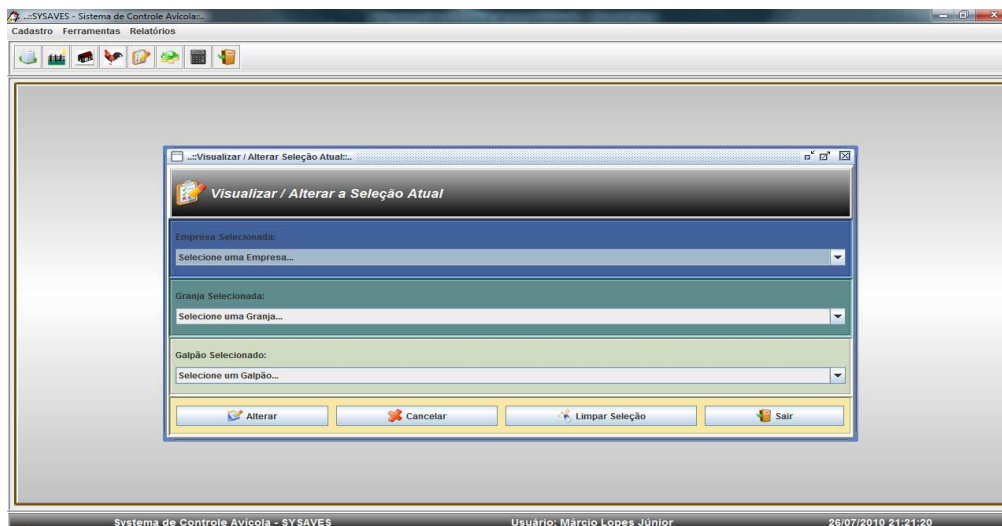 ..::SYSAVES - Sistema de Controle Avícola::..
Cadastro Ferramentas Relatórios
..::Visualizar / Alterar Seleção Atual::..
Visualizar / Alterar a Seleção Atual
Empresa Selecionada:
Selecione uma Empresa...
Granja Selecionada:
Selecione uma Granja...
Galpão Selecionado:
Selecione um Galpão...
Alterar Cancelar Limpar Seleção Sair
Systema de Controle Avícola - SYSAVES Usuário: Márcio Lopes Júnior 26/07/2010 21:21:20